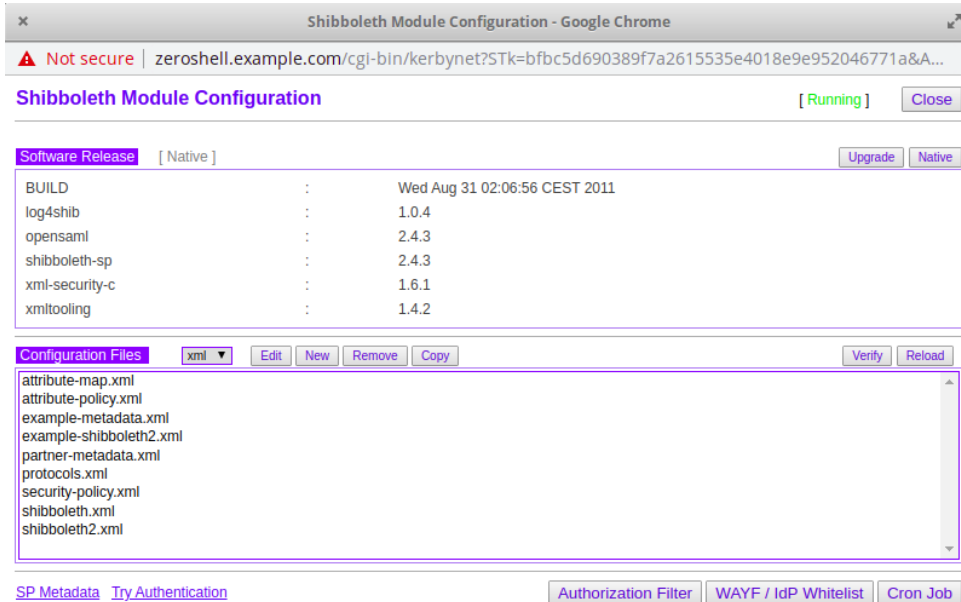 Shibboleth Module Configuration - Google Chrome
Not secure | zeroshell.example.com/cgi-bin/kerbynet?STk=bfbc5d690389f7a2615535e4018e9e952046771a&A...
Shibboleth Module Configuration [ Running ] Close
Software Release [ Native ] Upgrade Native
BUILD : Wed Aug 31 02:06:56 CEST 2011
log4shib : 1.0.4
opensaml : 2.4.3
shibboleth-sp : 2.4.3
xml-security-c : 1.6.1
xmltooling : 1.4.2
Configuration Files xml Edit New Remove Copy Verify Reload
attribute-map.xml
attribute-policy.xml
example-metadata.xml
example-shibboleth2.xml
partner-metadata.xml
protocols.xml
security-policy.xml
shibboleth.xml
shibboleth2.xml
SP Metadata Try Authentication Authorization Filter WAYF / IdP Whitelist Cron Job